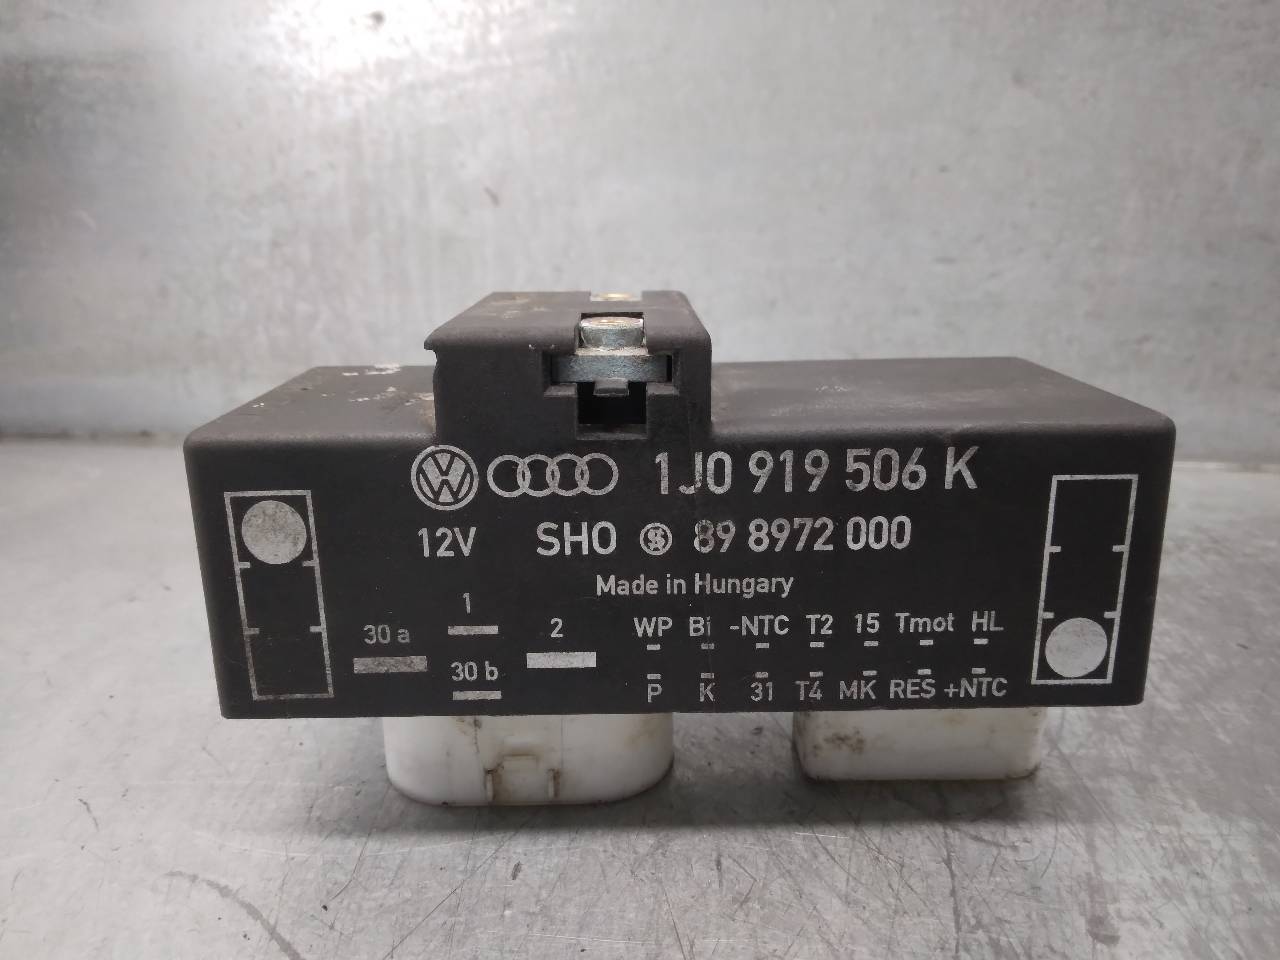 1J0 919 506 K
12V SHO 89 8972 000
Made in Hungary
30 a 1 2 WP Bi -NTC T2 15 Tmot HL
30 b P K 31 T4 MK RES +NTC